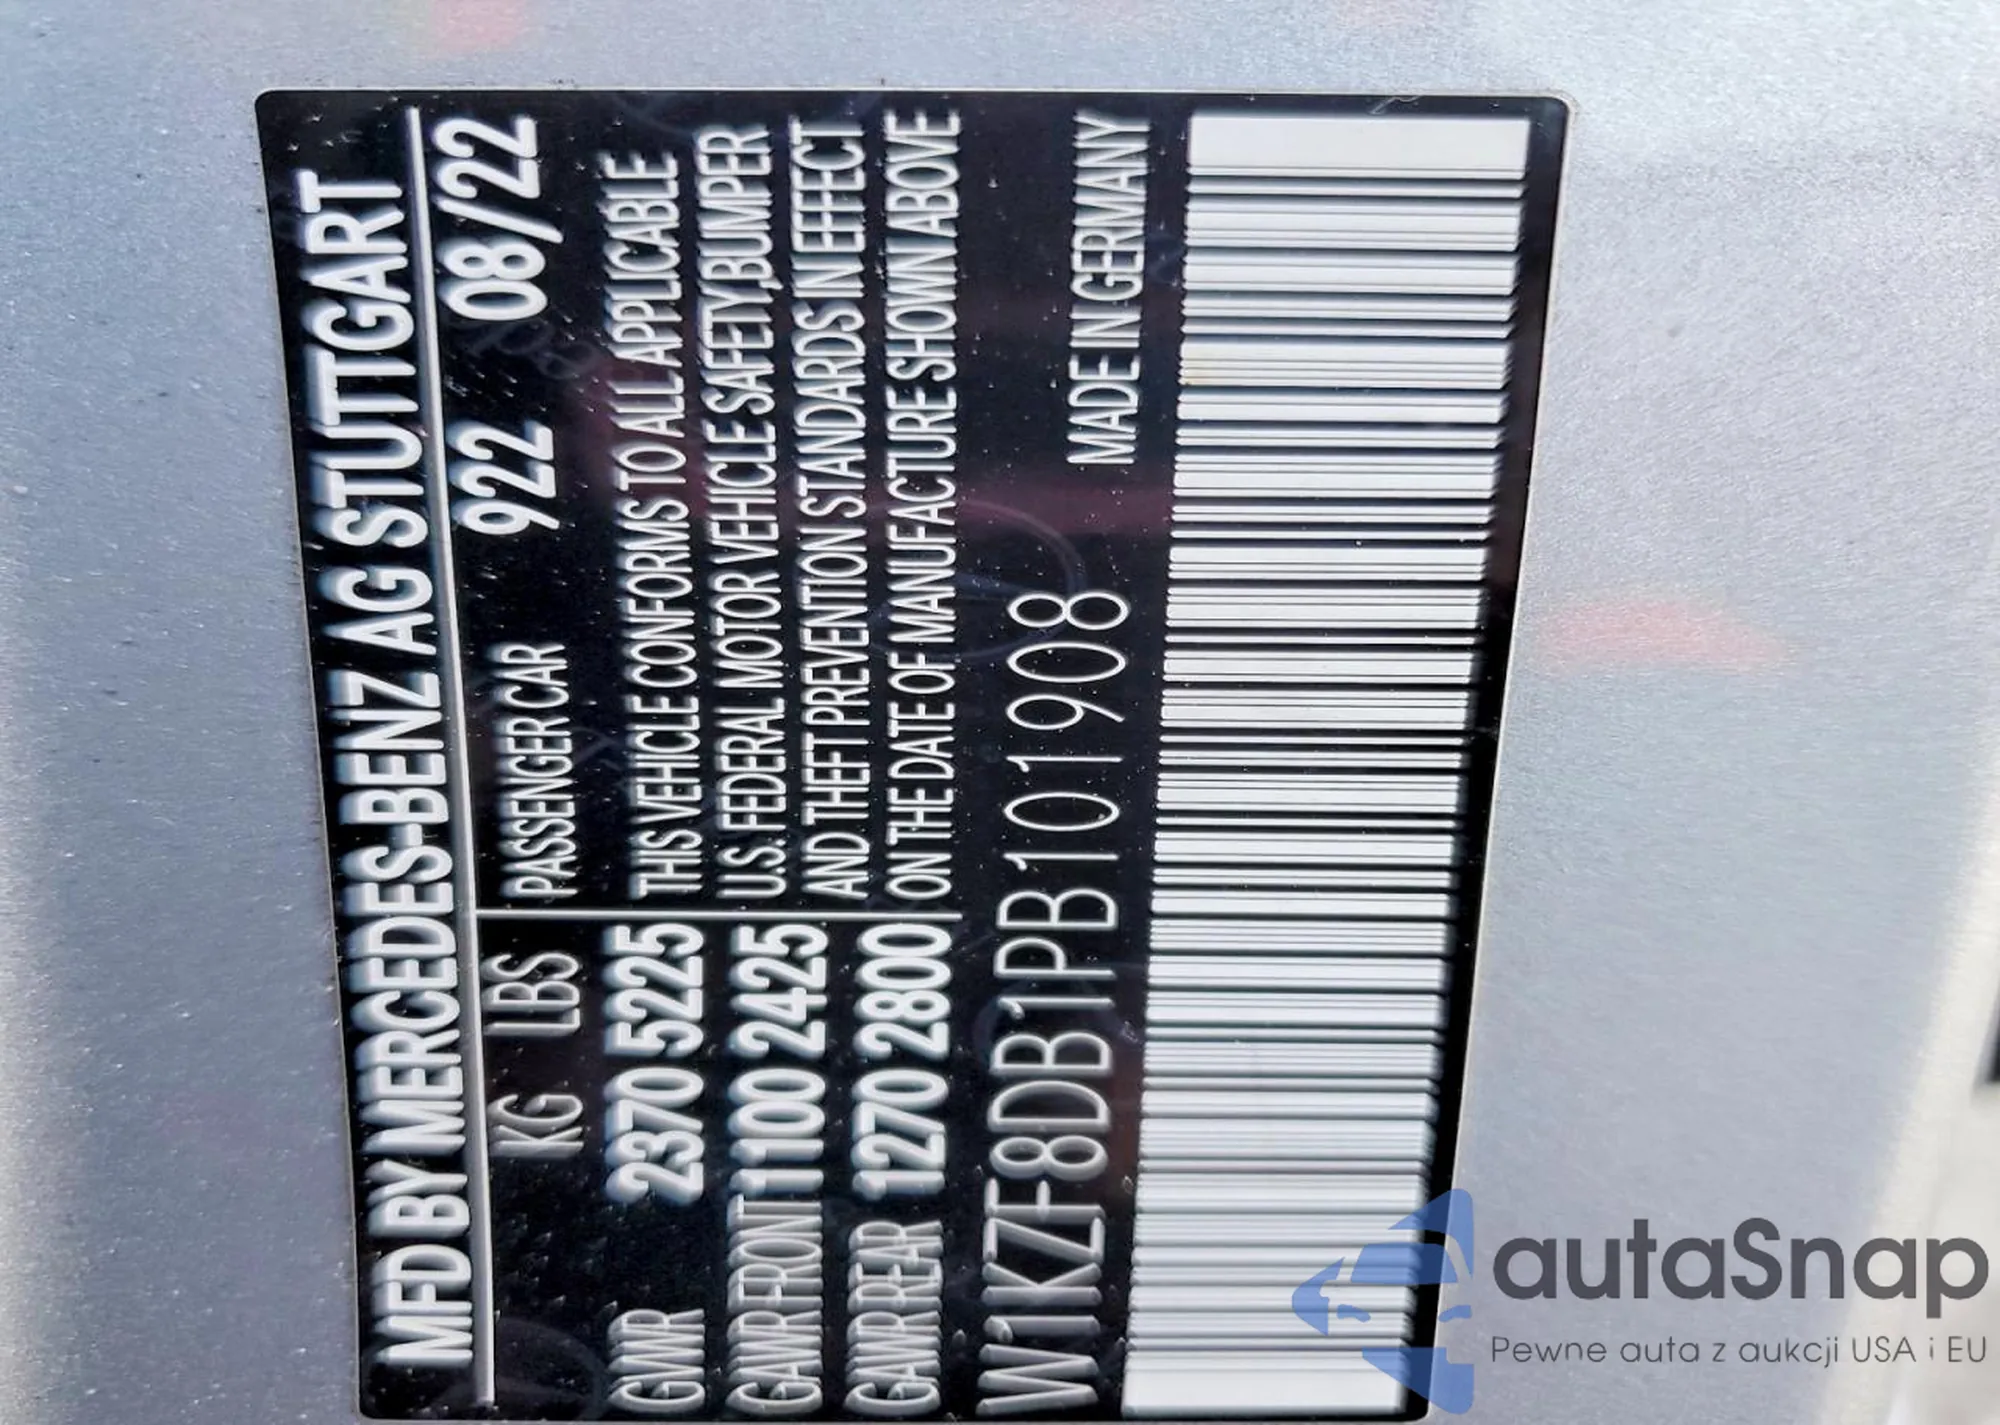 MFD BY MERCEDES-BENZ AG STUTTGART
KG LBS PASSENGER CAR 922 08/22
GVWR 2370 5225 THIS VEHICLE CONFORMS TO ALL APPLICABLE
U.S. FEDERAL MOTOR VEHICLE SAFETY,BUMPER
GAWR FRONT 1100 2425
AND THEFT PREVENTION STANDARDS IN EFFECT
GAWR REAR 1270 2800 ON THE DATE OF MANUFACTURE SHOWN ABOVE
W1KZF8DB1PB101908 MADE IN GERMANY
autaSnap
Pewne auta z aukcji USA i EU